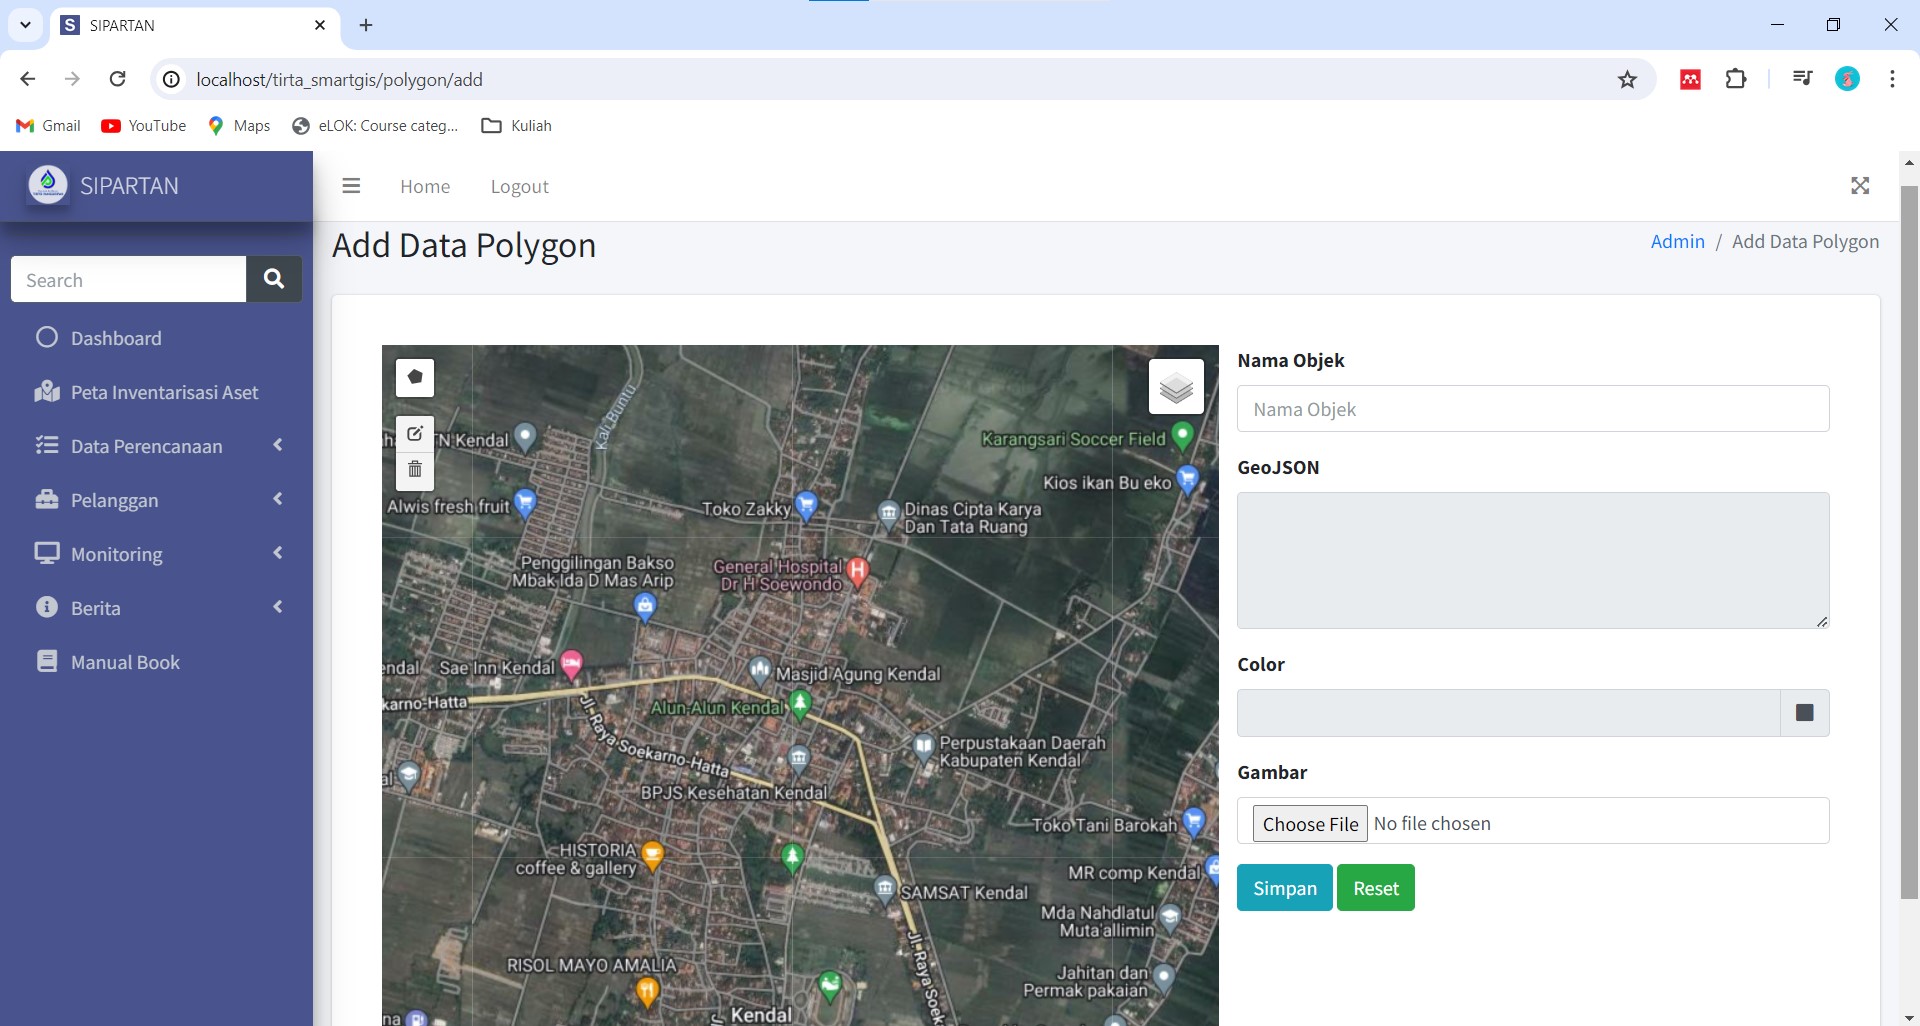 S SIPARTAN
localhost/tirta_smartgis/polygon/add
Gmail YouTube Maps eLOK: Course categ... Kuliah
SIPARTAN
Home Logout
Add Data Polygon
Admin / Add Data Polygon
Search
Dashboard
Peta Inventarisasi Aset
Data Perencanaan
Pelanggan
Monitoring
Berita
Manual Book
Kali Buntu
TN Kendal
Karangsari Soccer Field
Kios ikan Bu eko
Alwis fresh fruit
Toko Zakky
Dinas Cipta Karya
Dan Tata Ruang
Penggilingan Bakso
Mbak Ida D Mas Arip
General Hospital
Dr H Soewondo
H
endal
Sae Inn Kendal
Masjid Agung Kendal
karno-Hatta
Alun-Alun Kendal
Jl. Raya Soekarno-Hatta
Perpustakaan Daerah
Kabupaten Kendal
al
BPJS Kesehatan Kendal
Toko Tani Barokah
HISTORIA
coffee & gallery
MR comp Kendal
SAMSAT Kendal
Mda Nahdlatul
Muta'allimin
Jl. Raya Soe
RISOL MAYO AMALIA
Jahitan dan
Permak pakaian
na
Kendal
Nama Objek
Nama Objek
GeoJSON
Color
Gambar
Choose File No file chosen
Simpan Reset